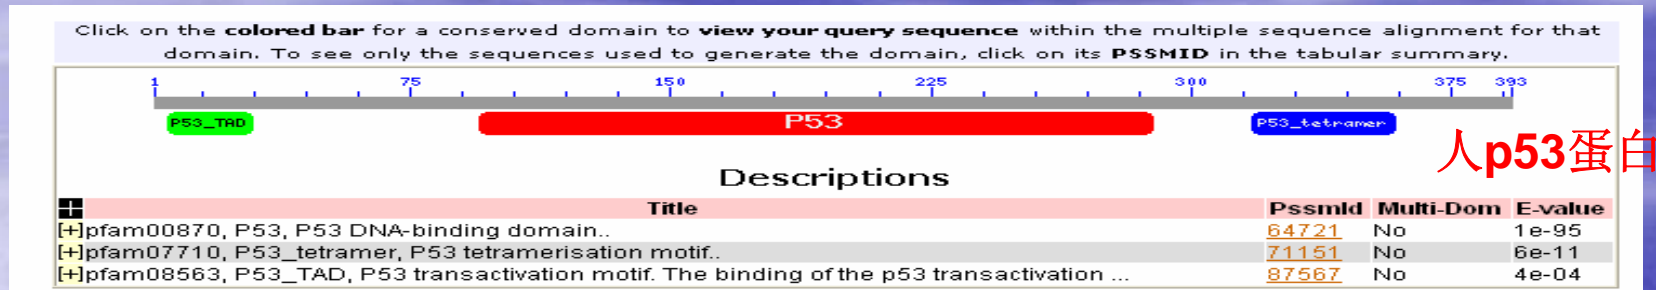 Click on the colored bar for a conserved domain to view your query sequence within the multiple sequence alignment for that
domain. To see only the sequences used to generate the domain, click on its PSSMID in the tabular summary.
1 75 150 225 300 375 393
P53_TAD P53 P53_tetramer
人p53蛋白
Descriptions
Title PssmId Multi-Dom E-value
[+]pfam00870, P53, P53 DNA-binding domain.. 64721 No 1e-95
[+]pfam07710, P53_tetramer, P53 tetramerisation motif.. 71151 No 6e-11
[+]pfam08563, P53_TAD, P53 transactivation motif. The binding of the p53 transactivation ... 87567 No 4e-04